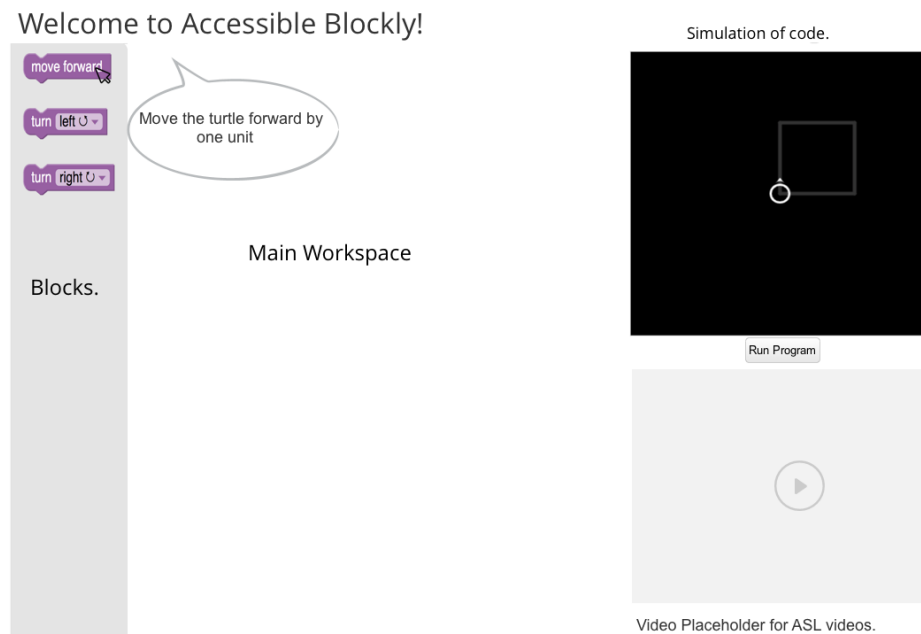 Welcome to Accessible Blockly!
Simulation of code.
move forward
turn left
turn right
Move the turtle forward by
one unit
Main Workspace
Blocks.
Run Program
Video Placeholder for ASL videos.